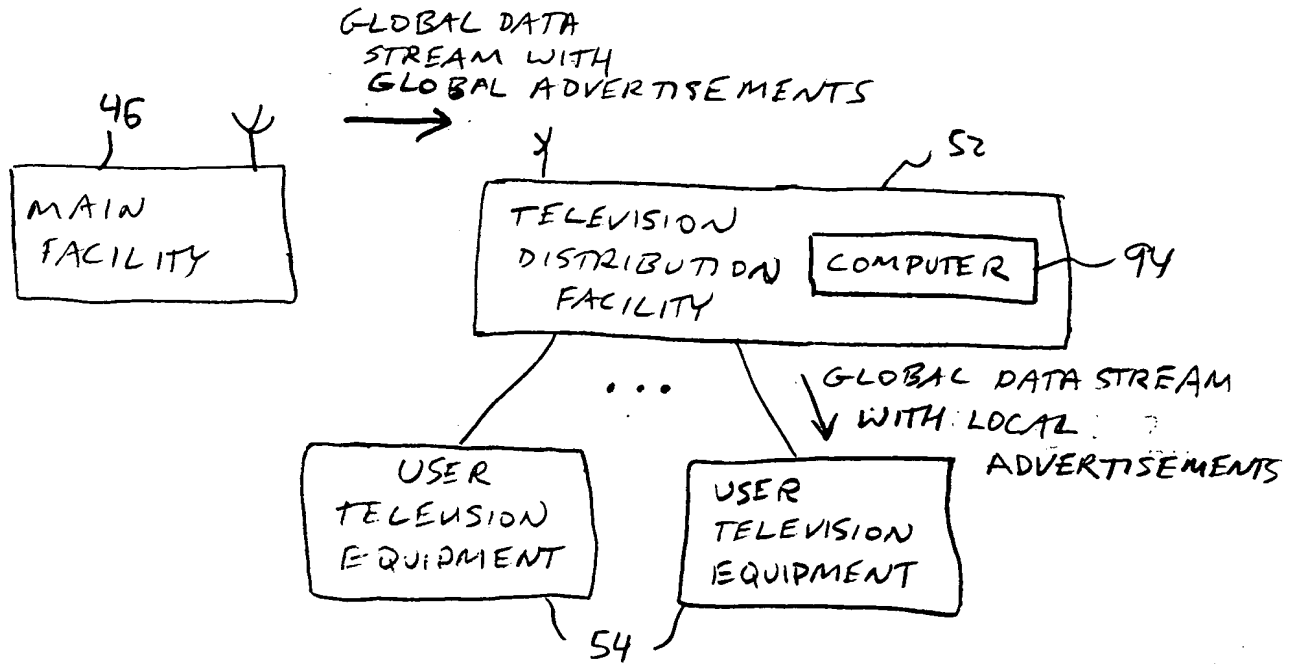 GLOBAL DATA
STREAM WITH
GLOBAL ADVERTISEMENTS
46
MAIN
FACILITY
52
TELEVISION
DISTRIBUTION
FACILITY
COMPUTER
94
GLOBAL DATA STREAM
WITH LOCAL
ADVERTISEMENTS
...
USER
TELEVISION
EQUIPMENT
USER
TELEVISION
EQUIPMENT
54